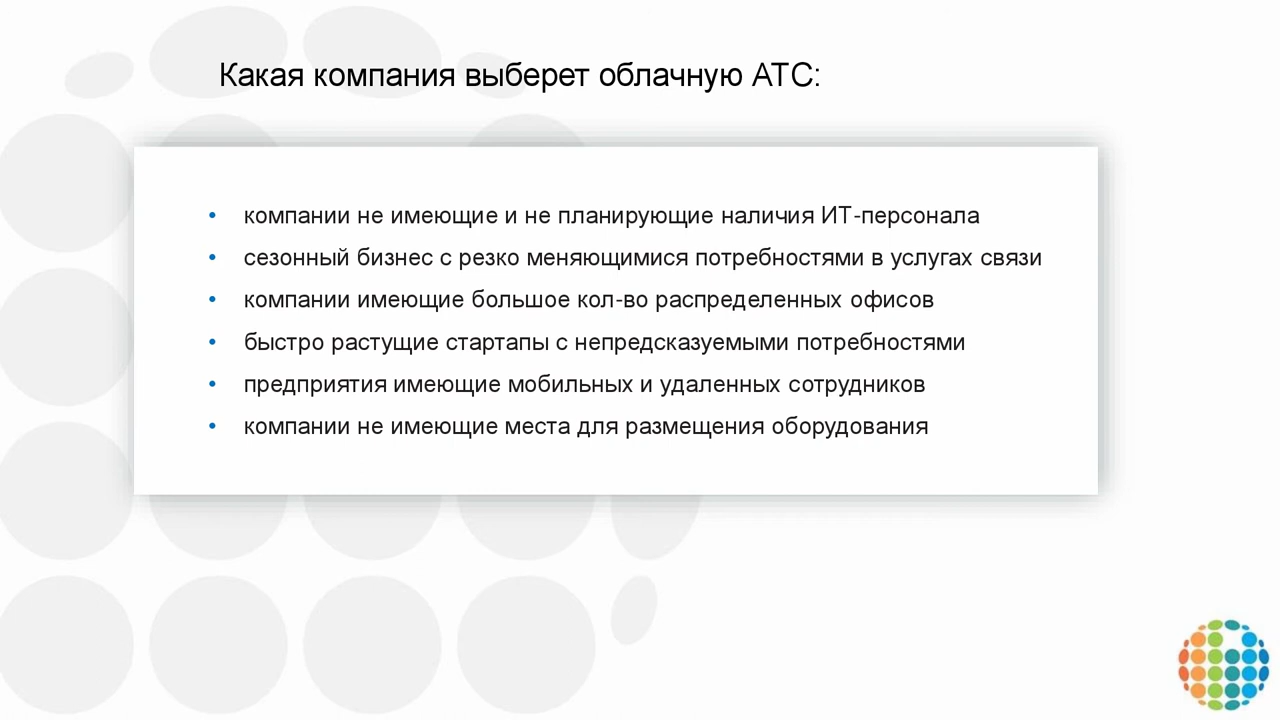 Какая компания выберет облачную АТС:
• компании не имеющие и не планирующие наличия ИТ-персонала
• сезонный бизнес с резко меняющимися потребностями в услугах связи
• компании имеющие большое кол-во распределенных офисов
• быстро растущие стартапы с непредсказуемыми потребностями
• предприятия имеющие мобильных и удаленных сотрудников
• компании не имеющие места для размещения оборудования